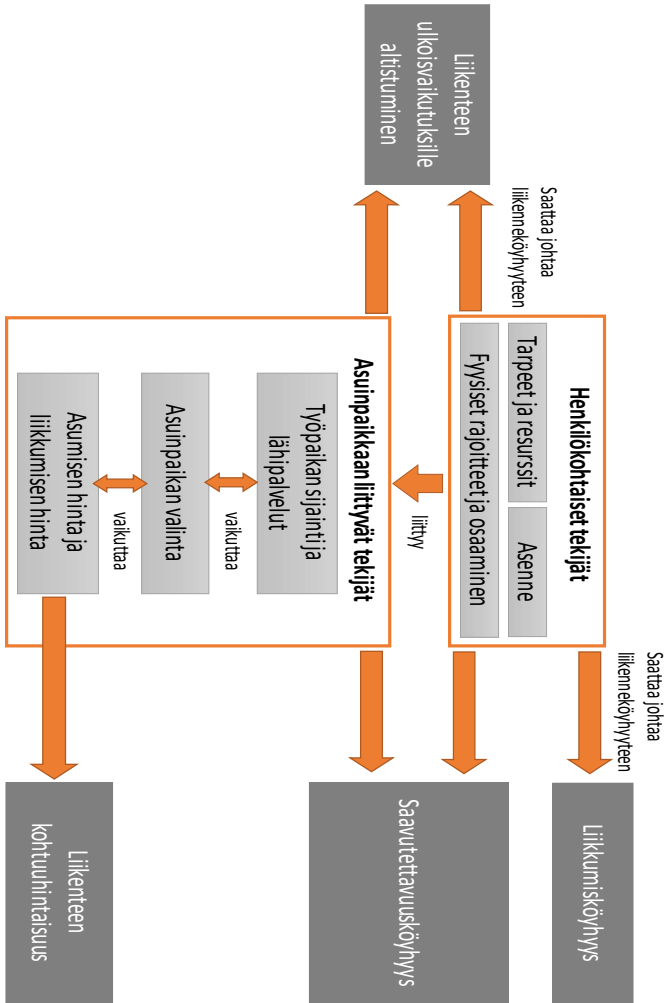 Henkilökohtaiset tekijät
Tarpeet ja resurssit
Asenne
Fyysiset rajoitteet ja osaaminen
Saattaa johtaa
liikenneköyhyyteen
Saattaa johtaa
liikenneköyhyyteen
liittyy
Liikenteen
ulkoisvaikutuksille
altistuminen
Asuinpaikkaan liittyvät tekijät
Työpaikan sijainti ja
lähipalvelut
vaikuttaa
Asuinpaikan valinta
vaikuttaa
Asumisen hinta ja
liikkumisen hinta
Liikkumisköyhyys
Saavutettavuusköyhyys
Liikenteen
kohtuuhintaisuus